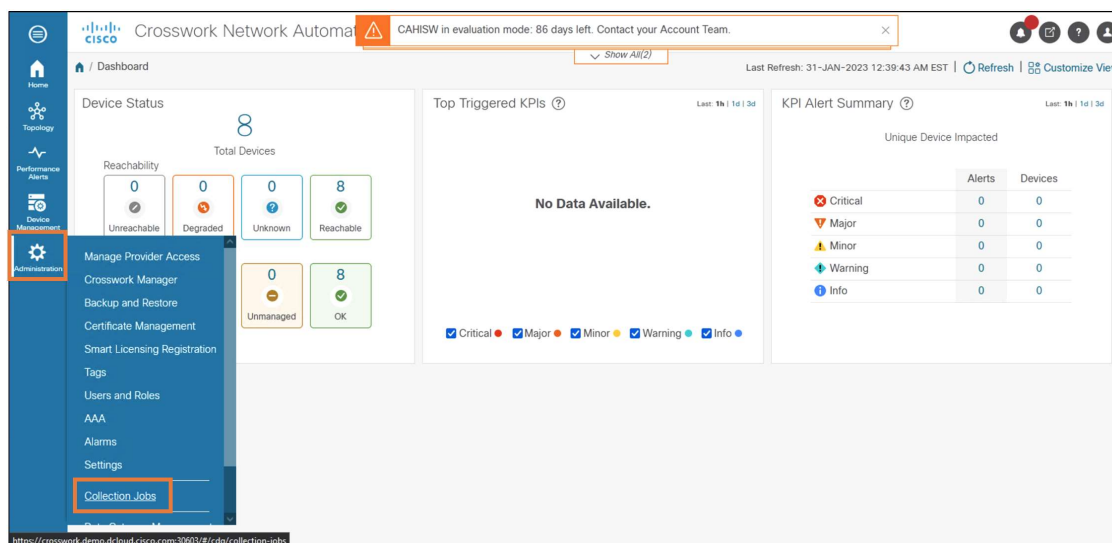 CISCO
Crosswork Network Automat
CAHISW in evaluation mode: 86 days left. Contact your Account Team.
Show All(2)
/ Dashboard
Last Refresh: 31-JAN-2023 12:39:43 AM EST | Refresh | Customize Vie
Home
Topology
Performance Alerts
Device Management
Administration
Device Status
8
Total Devices
Reachability
0 0 0 8
Unreachable Degraded Unknown Reachable
0 8
Unmanaged OK
Manage Provider Access
Crosswork Manager
Backup and Restore
Certificate Management
Smart Licensing Registration
Tags
Users and Roles
AAA
Alarms
Settings
Collection Jobs
Top Triggered KPIs ?
Last: 1h | 1d | 3d
No Data Available.
Critical Major Minor Warning Info
KPI Alert Summary ?
Last: 1h | 1d | 3d
Unique Device Impacted
Alerts Devices
Critical 0 0
Major 0 0
Minor 0 0
Warning 0 0
Info 0 0
https://crosswork.demo.dcloud.cisco.com:30603/#/cdg/collection-jobs